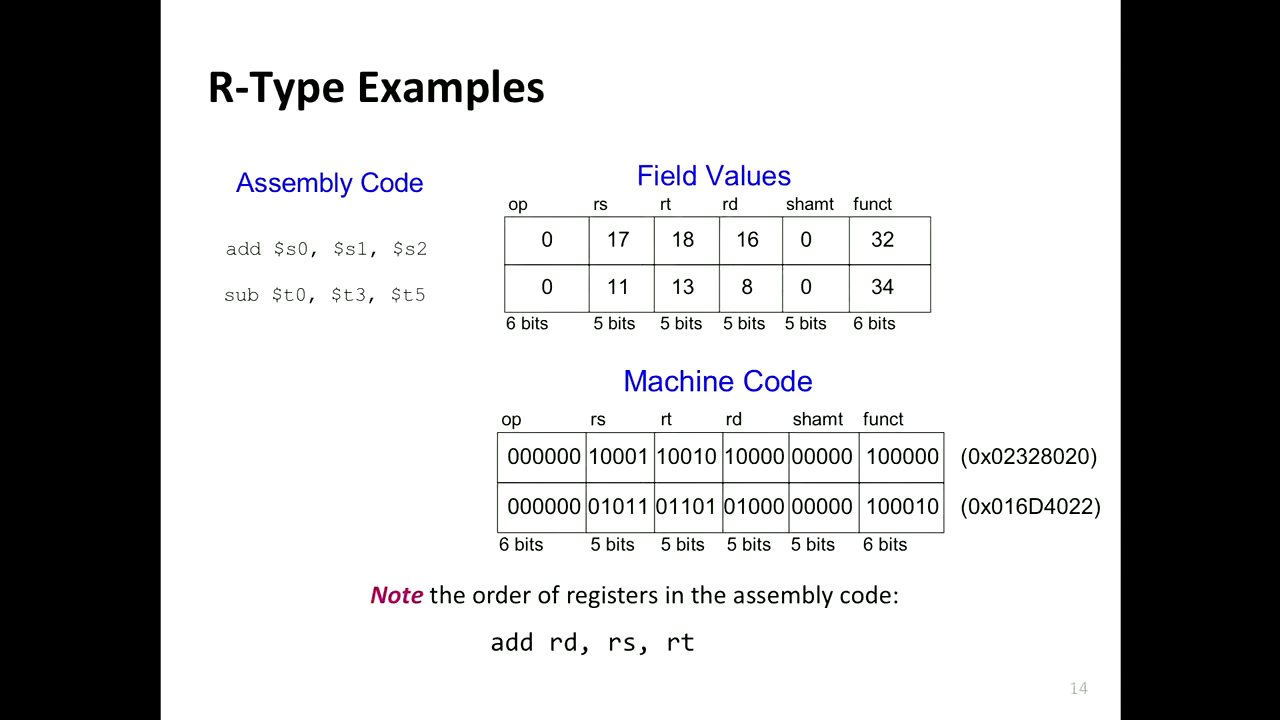 R-Type Examples
Assembly Code
add $s0, $s1, $s2
sub $t0, $t3, $t5
Field Values
op rs rt rd shamt funct
0 17 18 16 0 32
0 11 13 8 0 34
6 bits 5 bits 5 bits 5 bits 5 bits 6 bits
Machine Code
op rs rt rd shamt funct
000000 10001 10010 10000 00000 100000 (0x02328020)
000000 01011 01101 01000 00000 100010 (0x016D4022)
6 bits 5 bits 5 bits 5 bits 5 bits 6 bits
Note the order of registers in the assembly code:
add rd, rs, rt
14